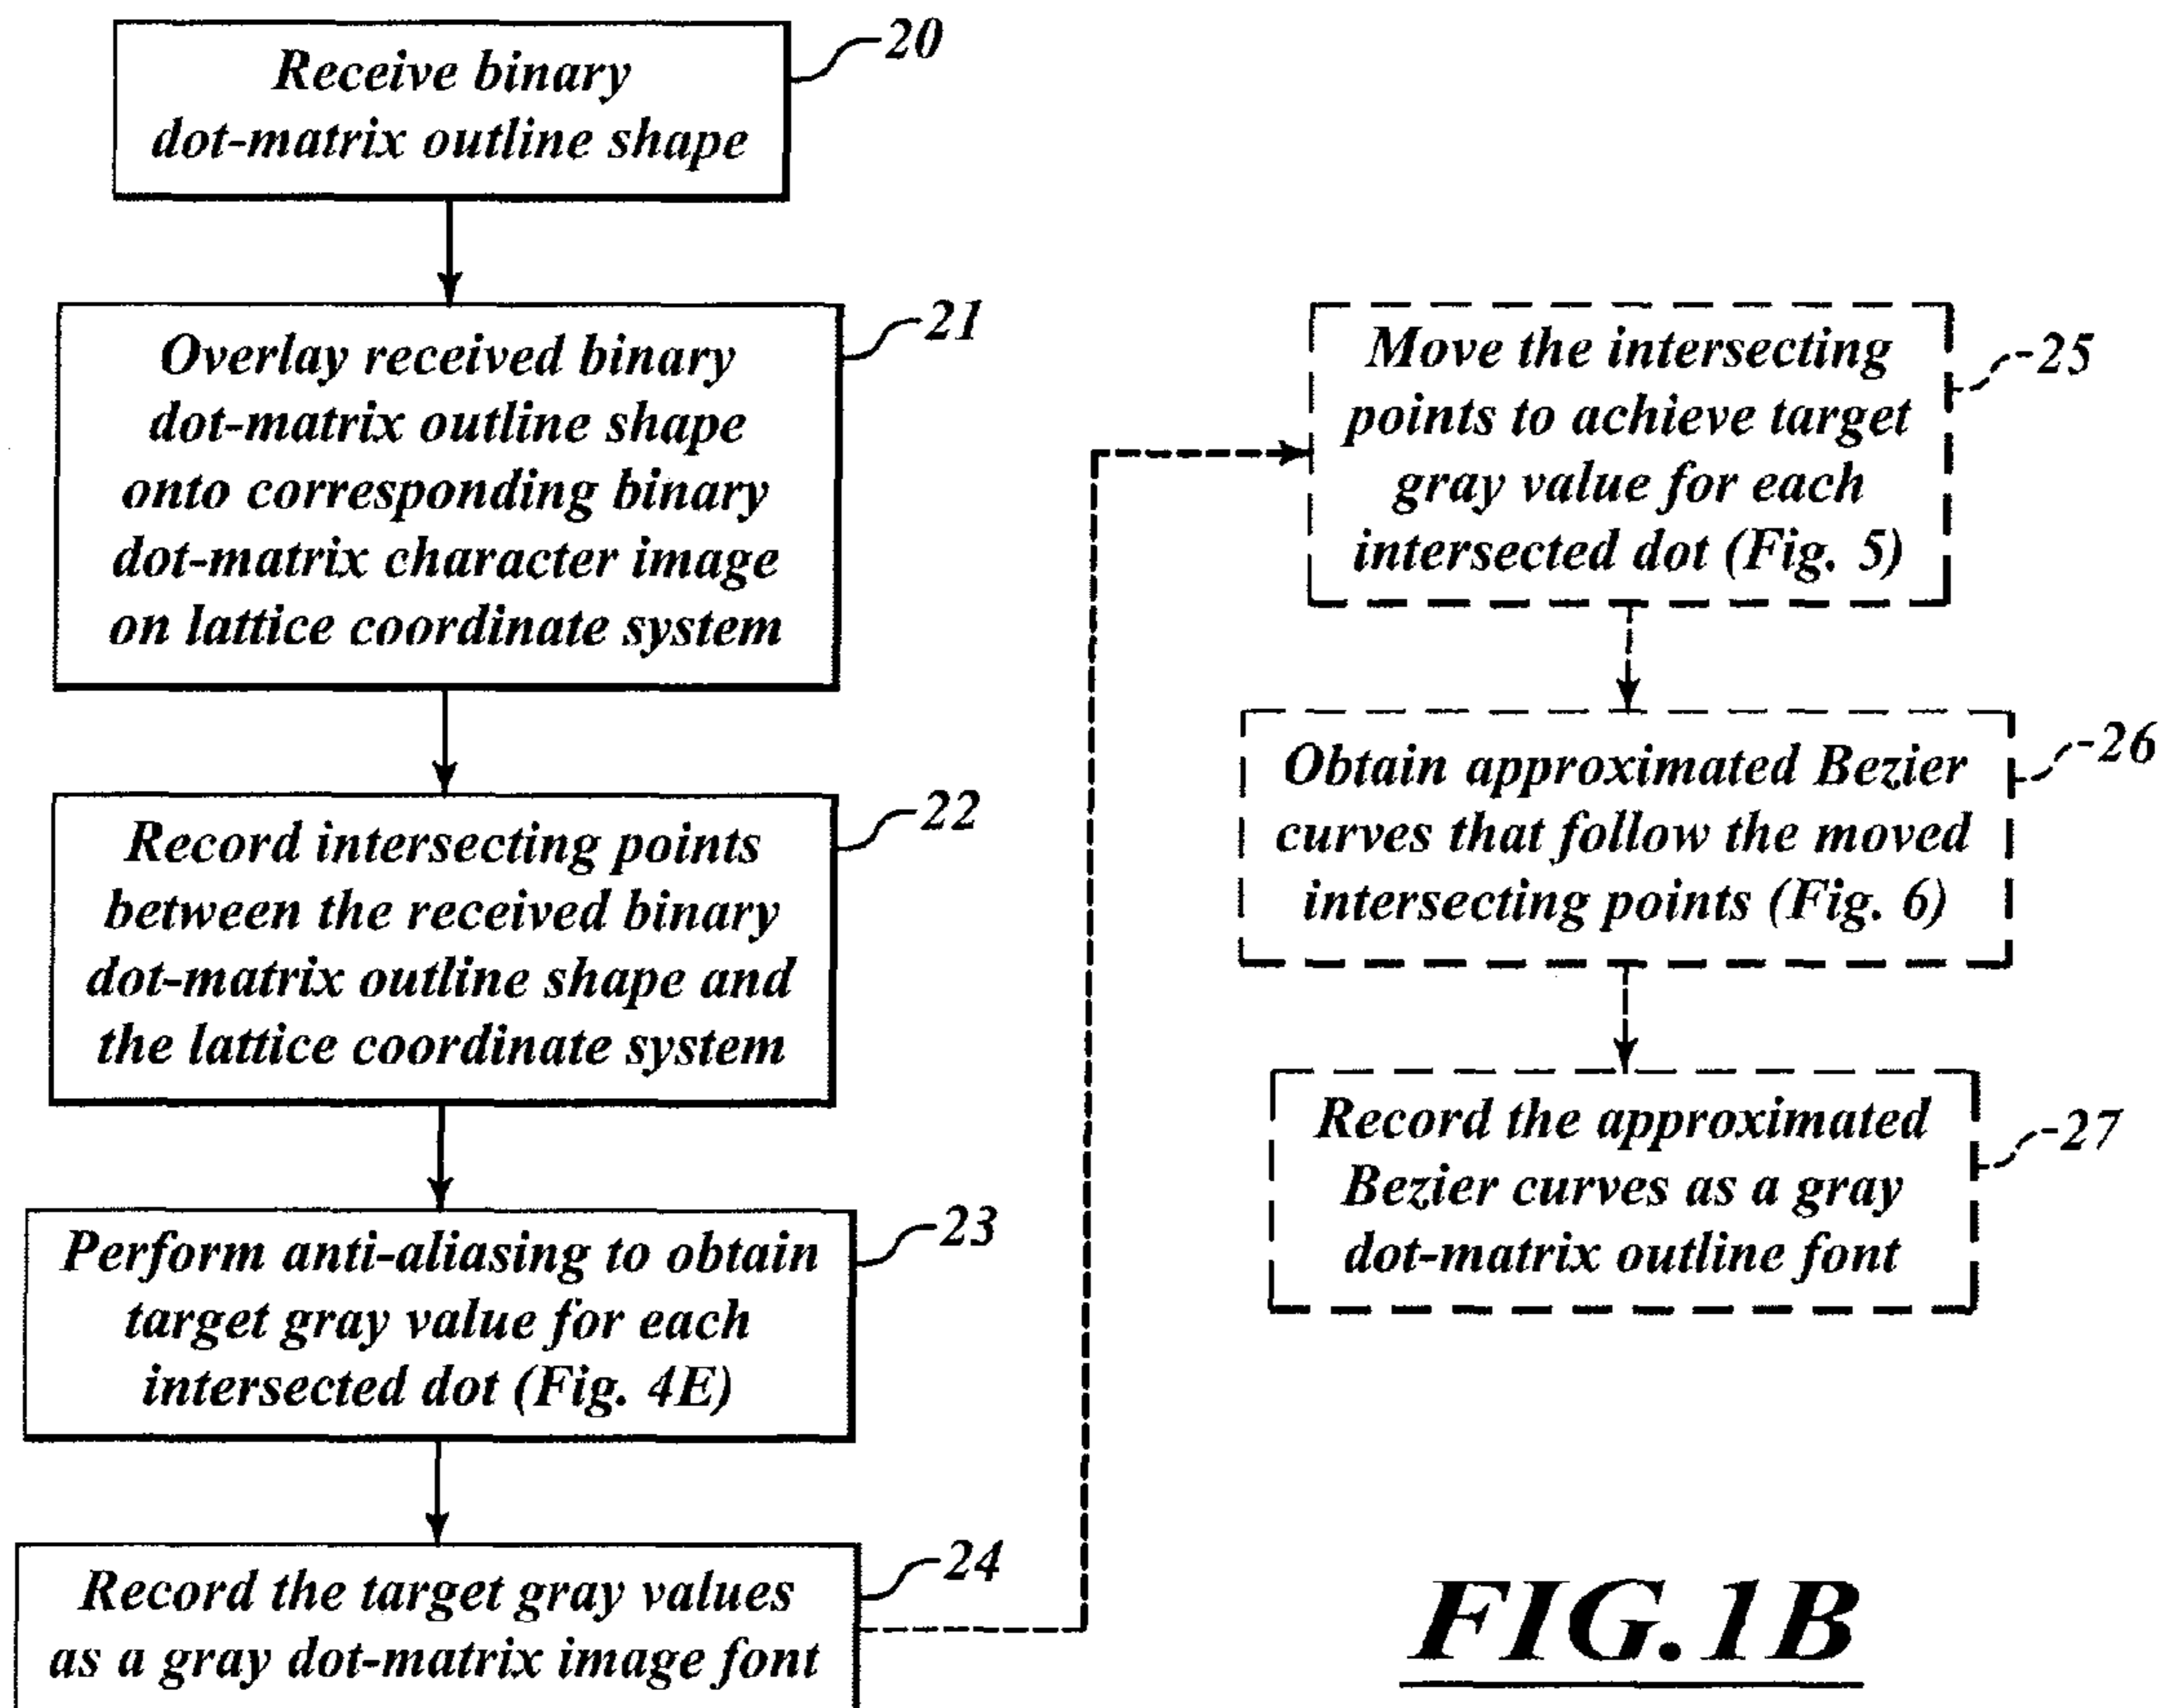 Receive binary
dot-matrix outline shape
20
Overlay received binary
dot-matrix outline shape
onto corresponding binary
dot-matrix character image
on lattice coordinate system
21
Record intersecting points
between the received binary
dot-matrix outline shape and
the lattice coordinate system
22
Perform anti-aliasing to obtain
target gray value for each
intersected dot (Fig. 4E)
23
Record the target gray values
as a gray dot-matrix image font
24
Move the intersecting
points to achieve target
gray value for each
intersected dot (Fig. 5)
25
Obtain approximated Bezier
curves that follow the moved
intersecting points (Fig. 6)
26
Record the approximated
Bezier curves as a gray
dot-matrix outline font
27
FIG.1B